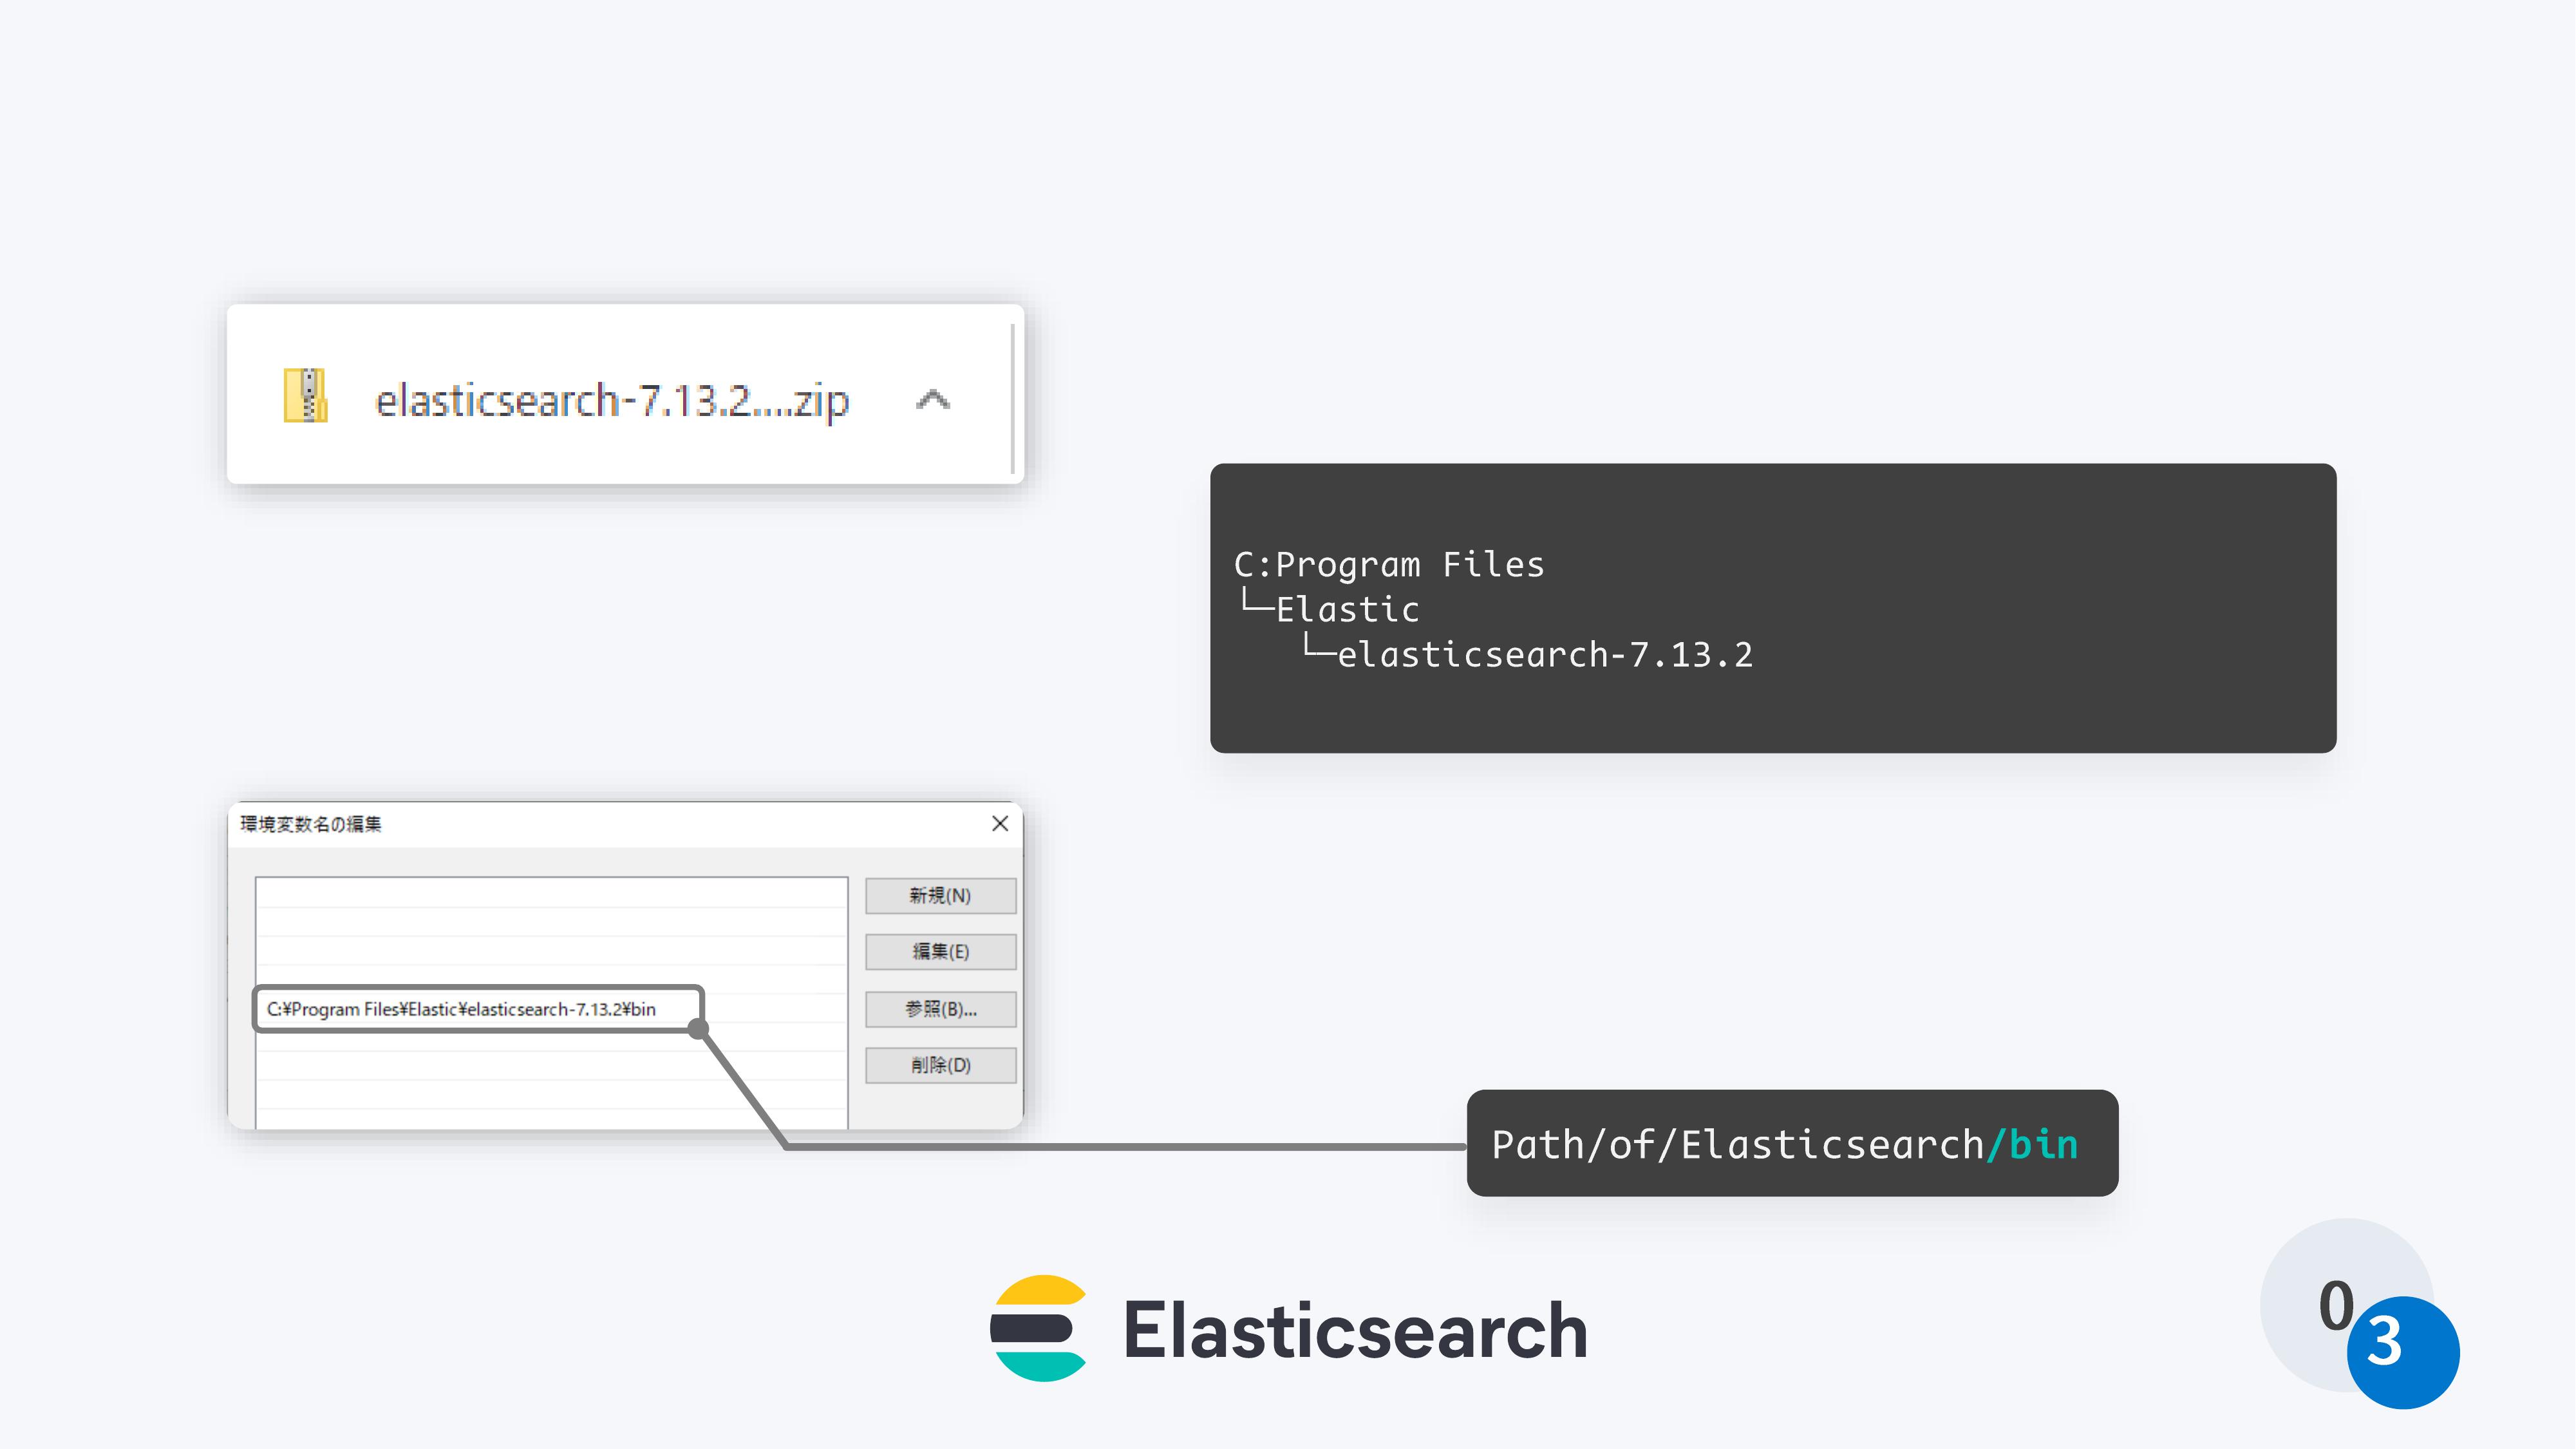 elasticsearch-7.13.2....zip
C:Program Files
└─Elastic
└─elasticsearch-7.13.2
環境変数名の編集
新規(N)
編集(E)
C:¥Program Files¥Elastic¥elasticsearch-7.13.2¥bin
参照(B)...
削除(D)
Path/of/Elasticsearch/bin
Elasticsearch
03